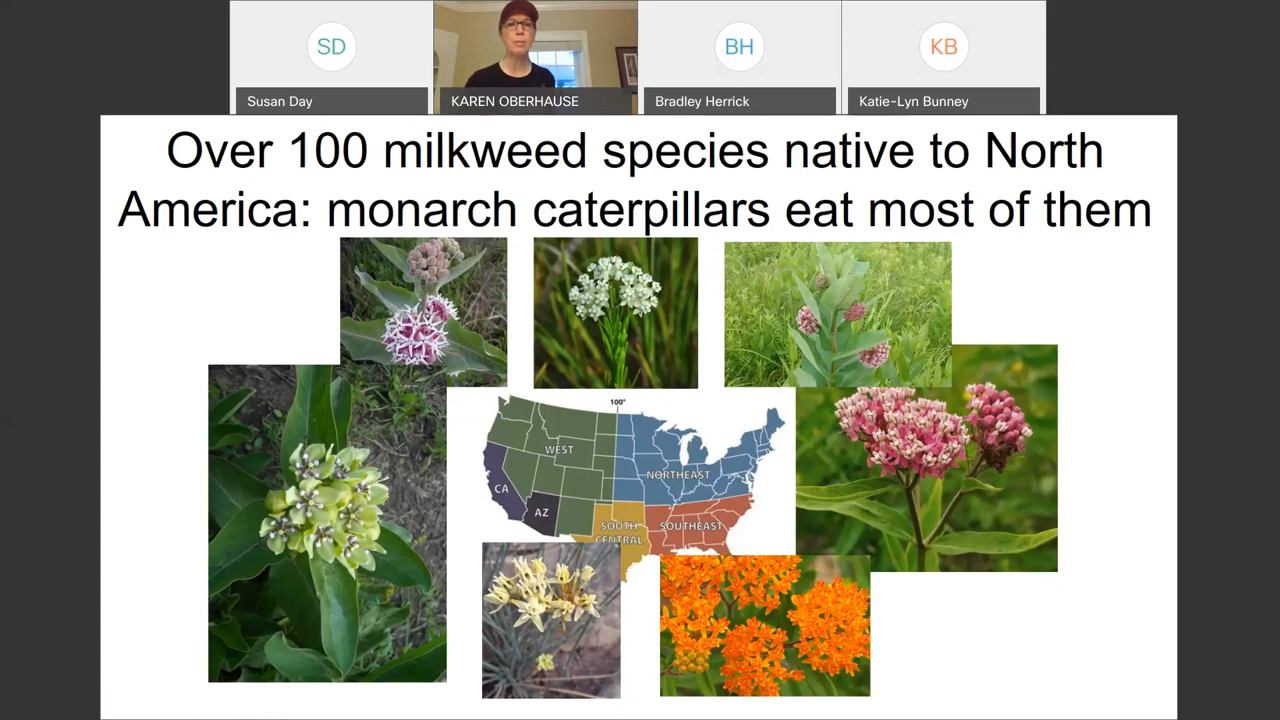 SD
BH
KB
Susan Day
KAREN OBERHAUSE
Bradley Herrick
Katie-Lyn Bunney
Over 100 milkweed species native to North
America: monarch caterpillars eat most of them
100°
WEST
NORTHEAST
CA
AZ
SOUTH
CENTRAL
SOUTHEAST